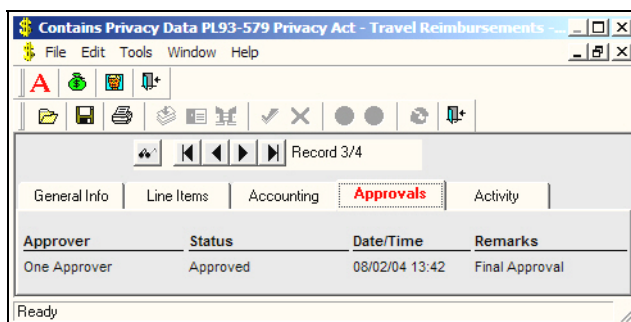 Contains Privacy Data PL93-579 Privacy Act - Travel Reimbursements -...
File Edit Tools Window Help
A
Record 3/4
General Info Line Items Accounting Approvals Activity
Approver Status Date/Time Remarks
One Approver Approved 08/02/04 13:42 Final Approval
Ready